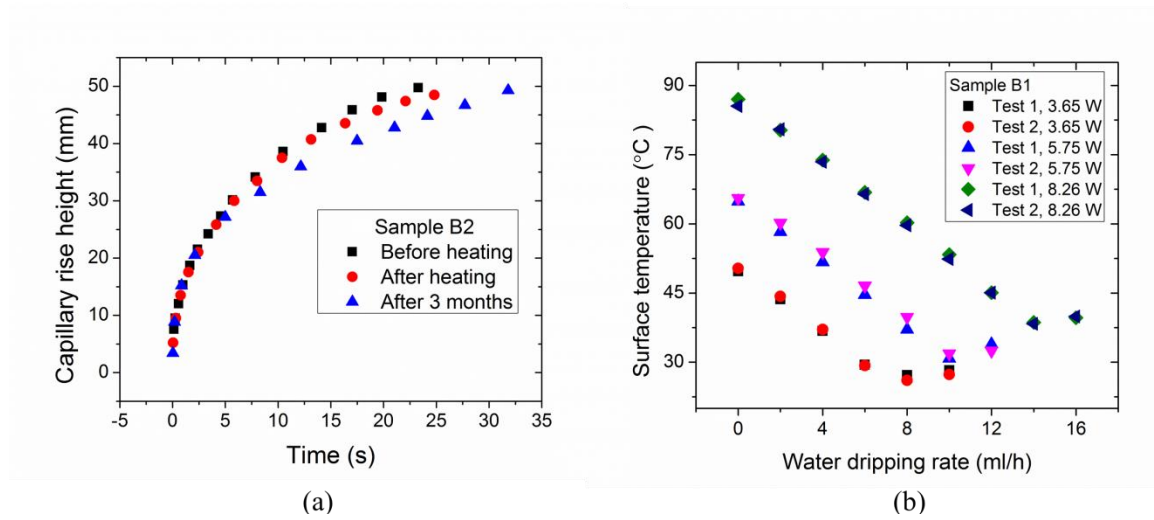 50
40
30
20
10
0
-5 0 5 10 15 20 25 30 35
Capillary rise height (mm)
Time (s)
Sample B2
Before heating
After heating
After 3 months
(a)
90
75
60
45
30
0 4 8 12 16
Surface temperature (°C)
Water dripping rate (ml/h)
Sample B1
Test 1, 3.65 W
Test 2, 3.65 W
Test 1, 5.75 W
Test 2, 5.75 W
Test 1, 8.26 W
Test 2, 8.26 W
(b)